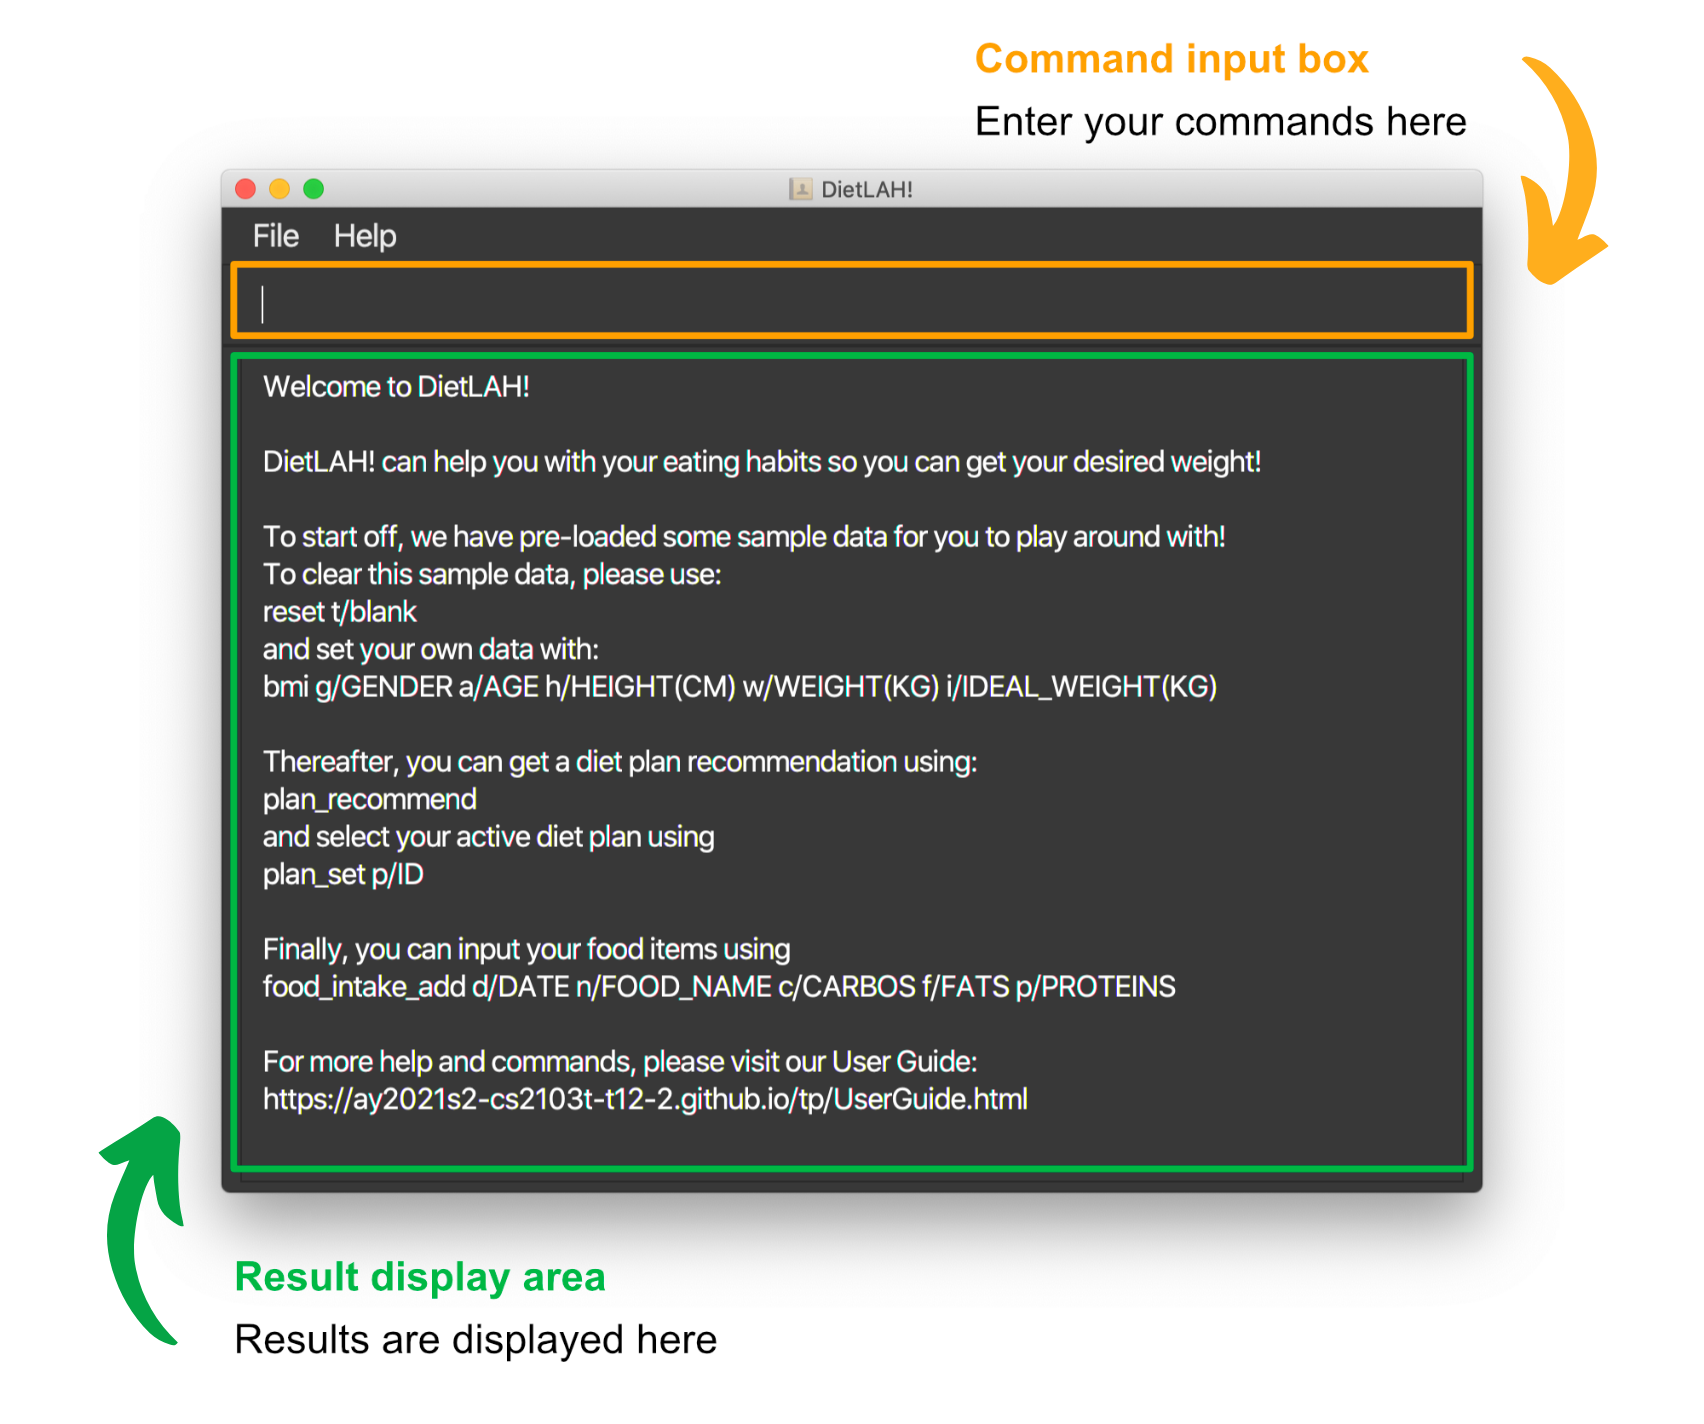 Command input box
Enter your commands here
DietLAH!
File Help
Welcome to DietLAH!
DietLAH! can help you with your eating habits so you can get your desired weight!
To start off, we have pre-loaded some sample data for you to play around with!
To clear this sample data, please use:
reset t/blank
and set your own data with:
bmi g/GENDER a/AGE h/HEIGHT(CM) w/WEIGHT(KG) i/IDEAL_WEIGHT(KG)
Thereafter, you can get a diet plan recommendation using:
plan_recommend
and select your active diet plan using
plan_set p/ID
Finally, you can input your food items using
food_intake_add d/DATE n/FOOD_NAME c/CARBOS f/FATS p/PROTEINS
For more help and commands, please visit our User Guide:
https://ay2021s2-cs2103t-t12-2.github.io/tp/UserGuide.html
Result display area
Results are displayed here